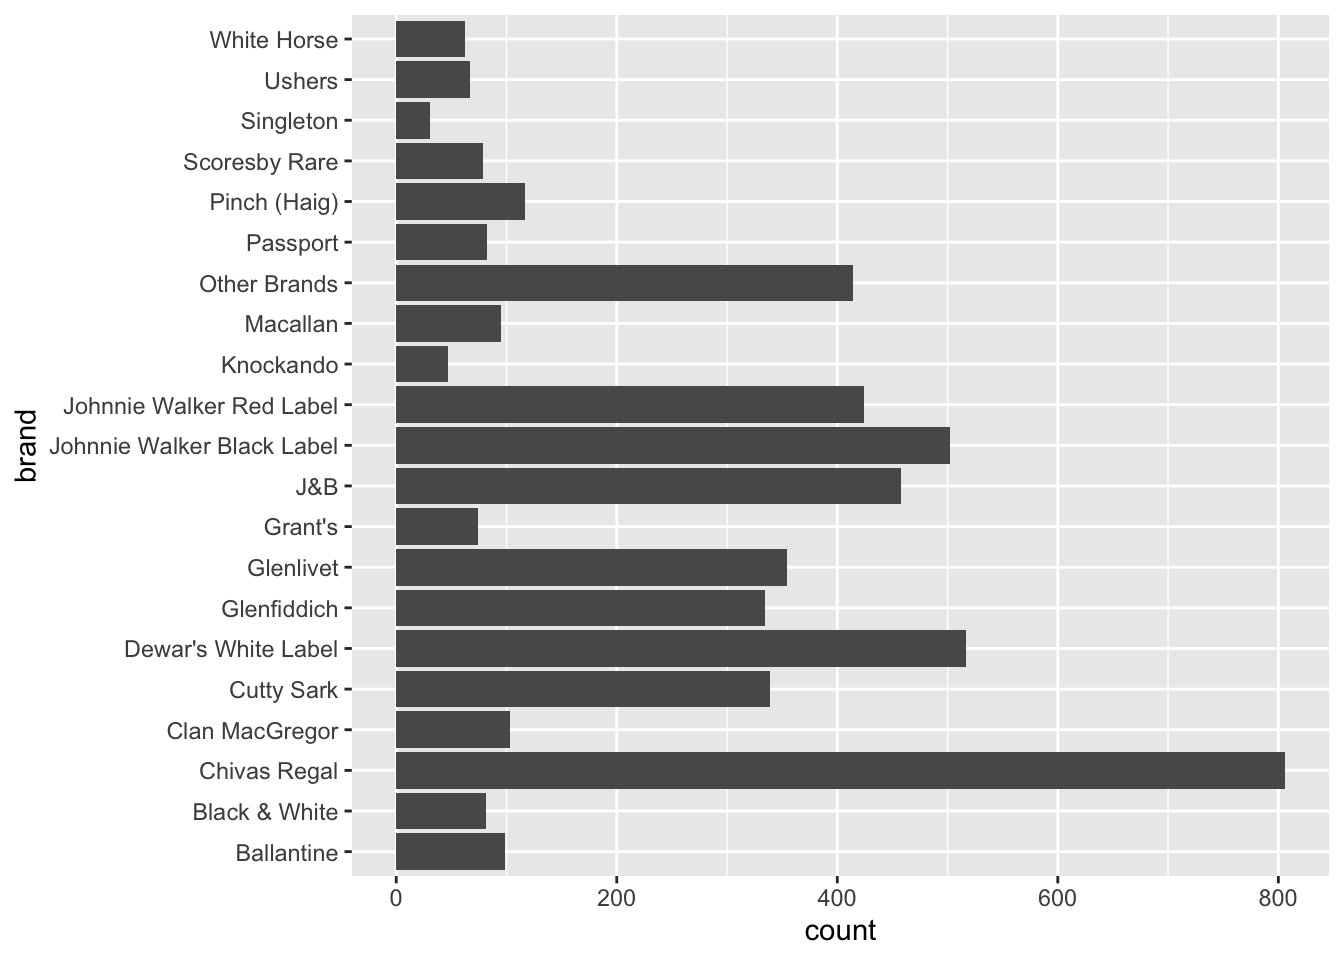 White Horse
Ushers
Singleton
Scoresby Rare
Pinch (Haig)
Passport
Other Brands
Macallan
Knockando
Johnnie Walker Red Label
Johnnie Walker Black Label
J&B
Grant's
Glenlivet
Glenfiddich
Dewar's White Label
Cutty Sark
Clan MacGregor
Chivas Regal
Black & White
Ballantine
brand
0 200 400 600 800
count